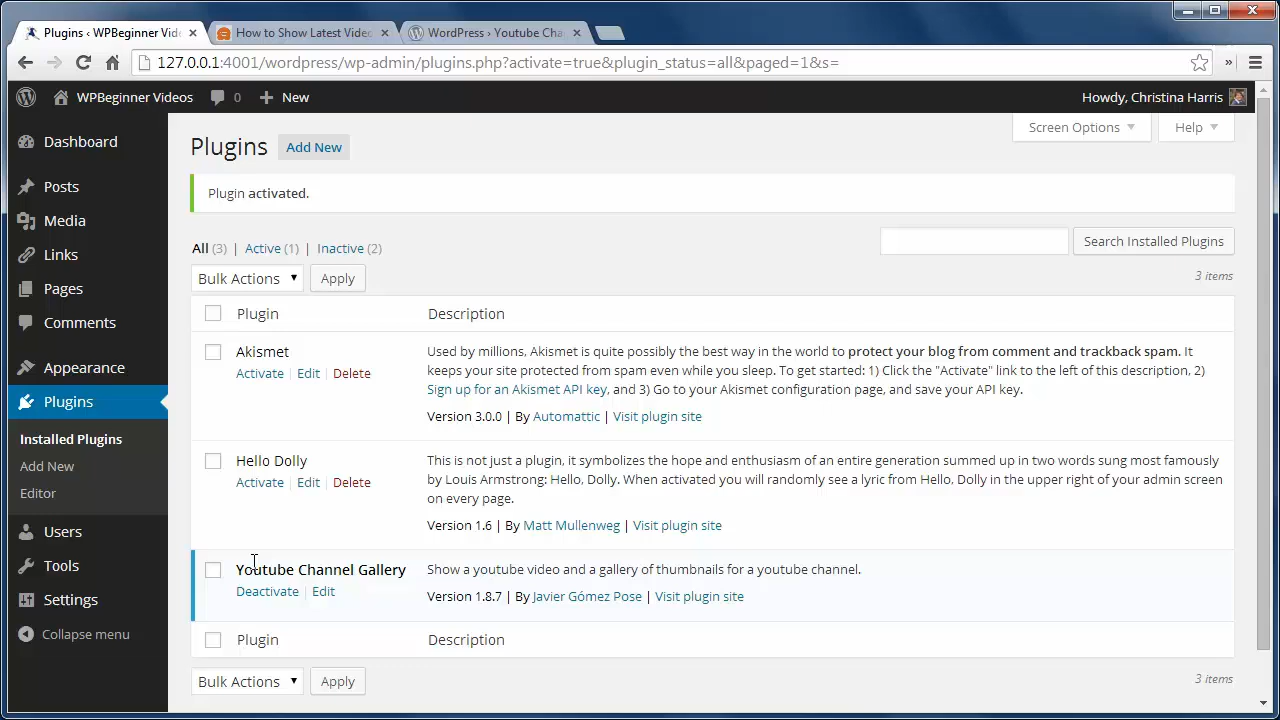 Plugins ‹ WPBeginner Vide
How to Show Latest Video
WordPress › Youtube Cha
127.0.0.1:4001/wordpress/wp-admin/plugins.php?activate=true&plugin_status=all&paged=1&s=
WPBeginner Videos 0 New
Howdy, Christina Harris
Screen Options
Help
Dashboard
Posts
Media
Links
Pages
Comments
Appearance
Plugins
Installed Plugins
Add New
Editor
Users
Tools
Settings
Collapse menu
Plugins Add New
Plugin activated.
All (3) | Active (1) | Inactive (2)
Search Installed Plugins
Bulk Actions Apply
3 items
Plugin Description
Akismet
Activate | Edit | Delete
Used by millions, Akismet is quite possibly the best way in the world to protect your blog from comment and trackback spam. It
keeps your site protected from spam even while you sleep. To get started: 1) Click the "Activate" link to the left of this description, 2)
Sign up for an Akismet API key, and 3) Go to your Akismet configuration page, and save your API key.
Version 3.0.0 | By Automattic | Visit plugin site
Hello Dolly
Activate | Edit | Delete
This is not just a plugin, it symbolizes the hope and enthusiasm of an entire generation summed up in two words sung most famously
by Louis Armstrong: Hello, Dolly. When activated you will randomly see a lyric from Hello, Dolly in the upper right of your admin screen
on every page.
Version 1.6 | By Matt Mullenweg | Visit plugin site
Youtube Channel Gallery
Deactivate | Edit
Show a youtube video and a gallery of thumbnails for a youtube channel.
Version 1.8.7 | By Javier Gómez Pose | Visit plugin site
Plugin Description
Bulk Actions Apply
3 items